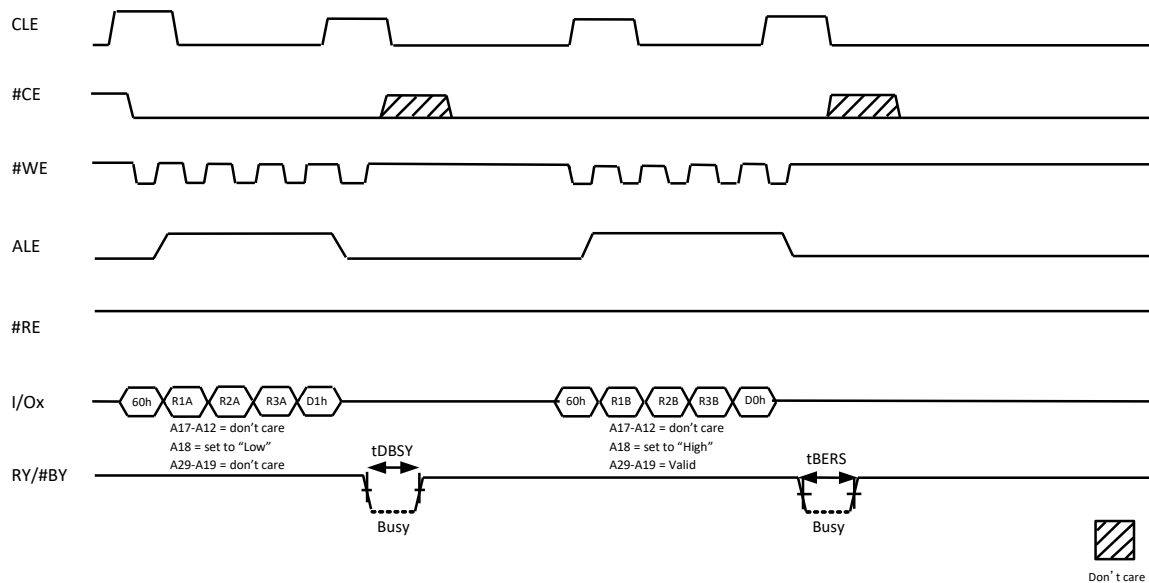 CLE
#CE
#WE
ALE
#RE
I/Ox
60h R1A R2A R3A D1h
60h R1B R2B R3B D0h
A17-A12 = don't care
A18 = set to “Low”
A29-A19 = don't care
A17-A12 = don't care
A18 = set to “High”
A29-A19 = Valid
RY/#BY
tDBSY
Busy
tBERS
Busy
Don’t care